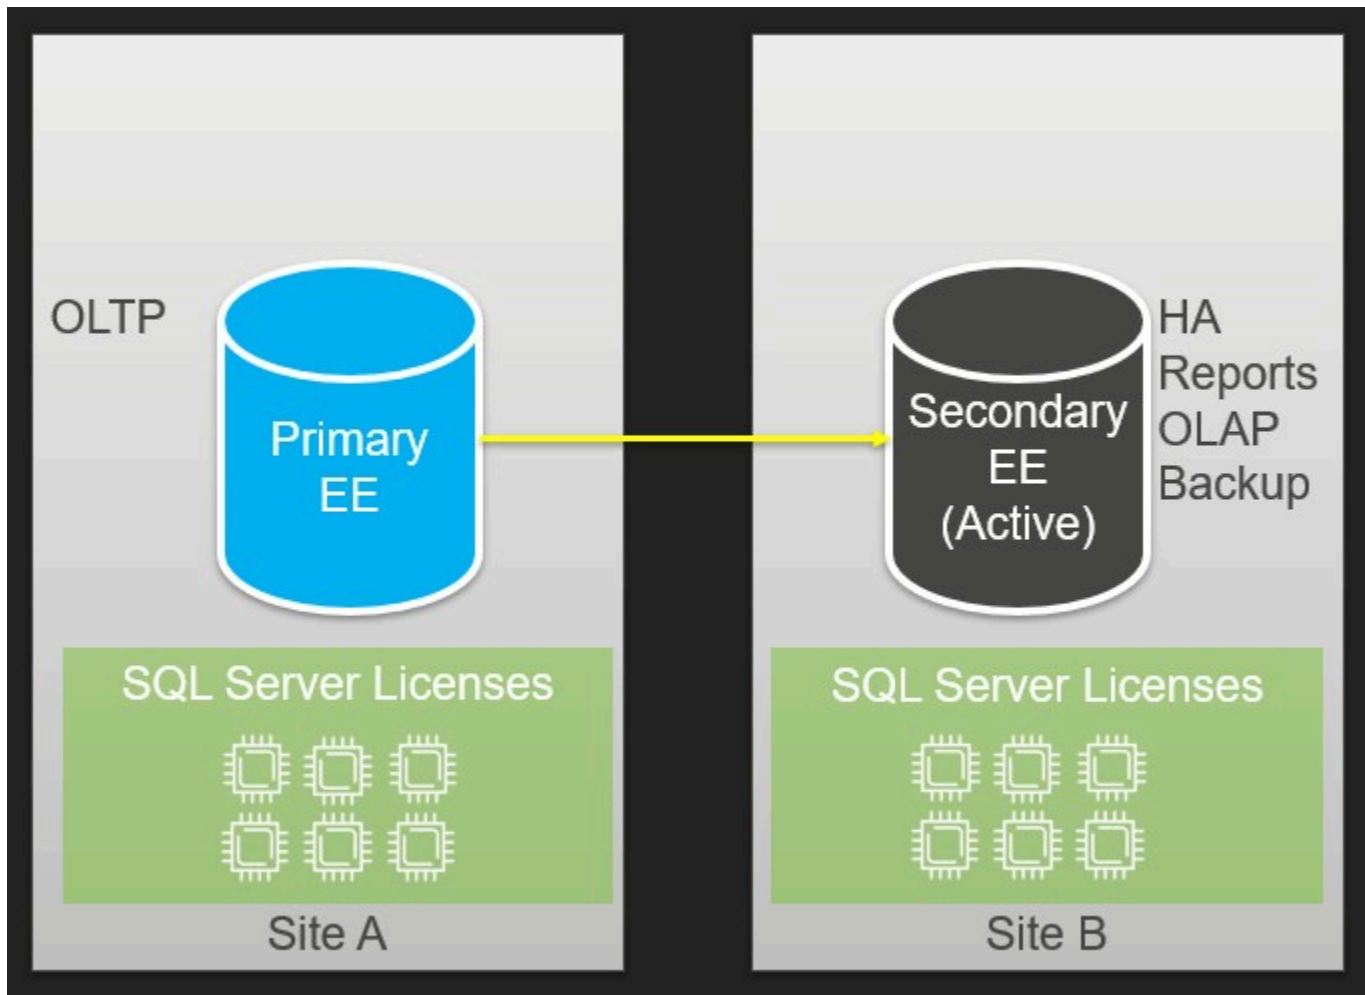 OLTP
Primary
EE
SQL Server Licenses
Site A
Secondary
EE
(Active)
HA
Reports
OLAP
Backup
SQL Server Licenses
Site B